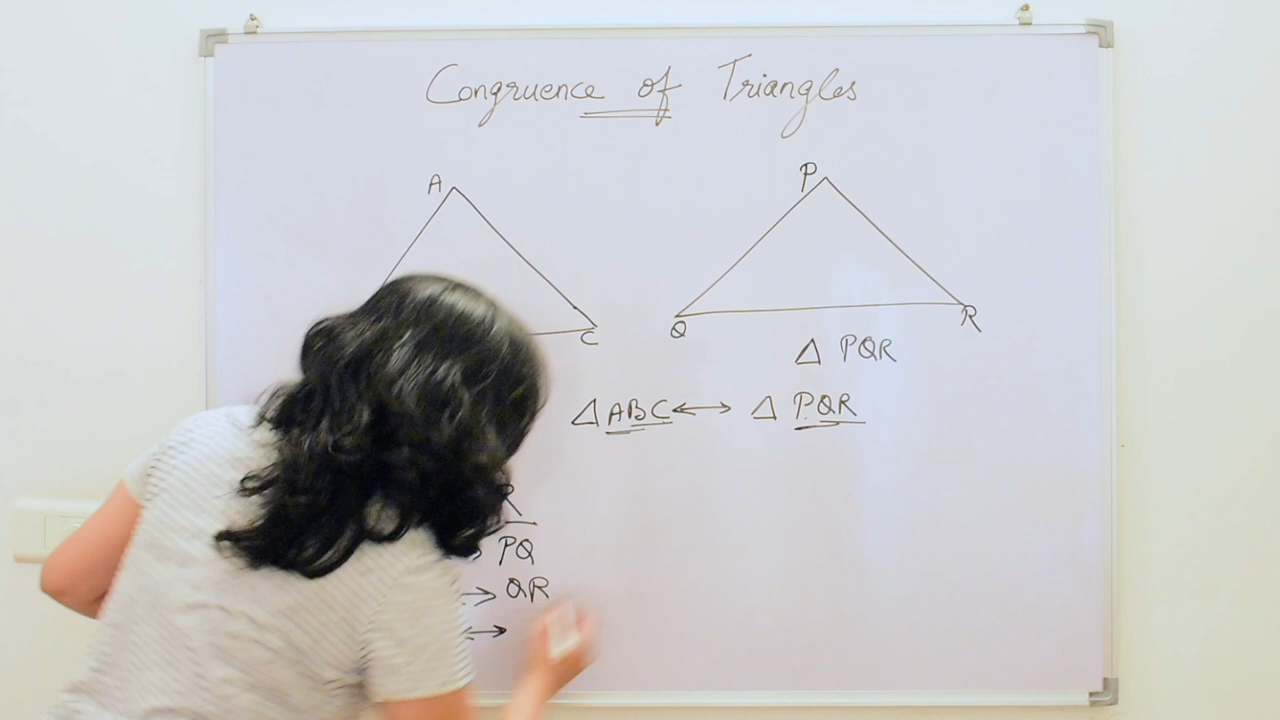 Congruence of Triangles
A
P
C
Q
R
△ PQR
△ ABC ↔ △ PQR
R
PQ
→ QR
↔